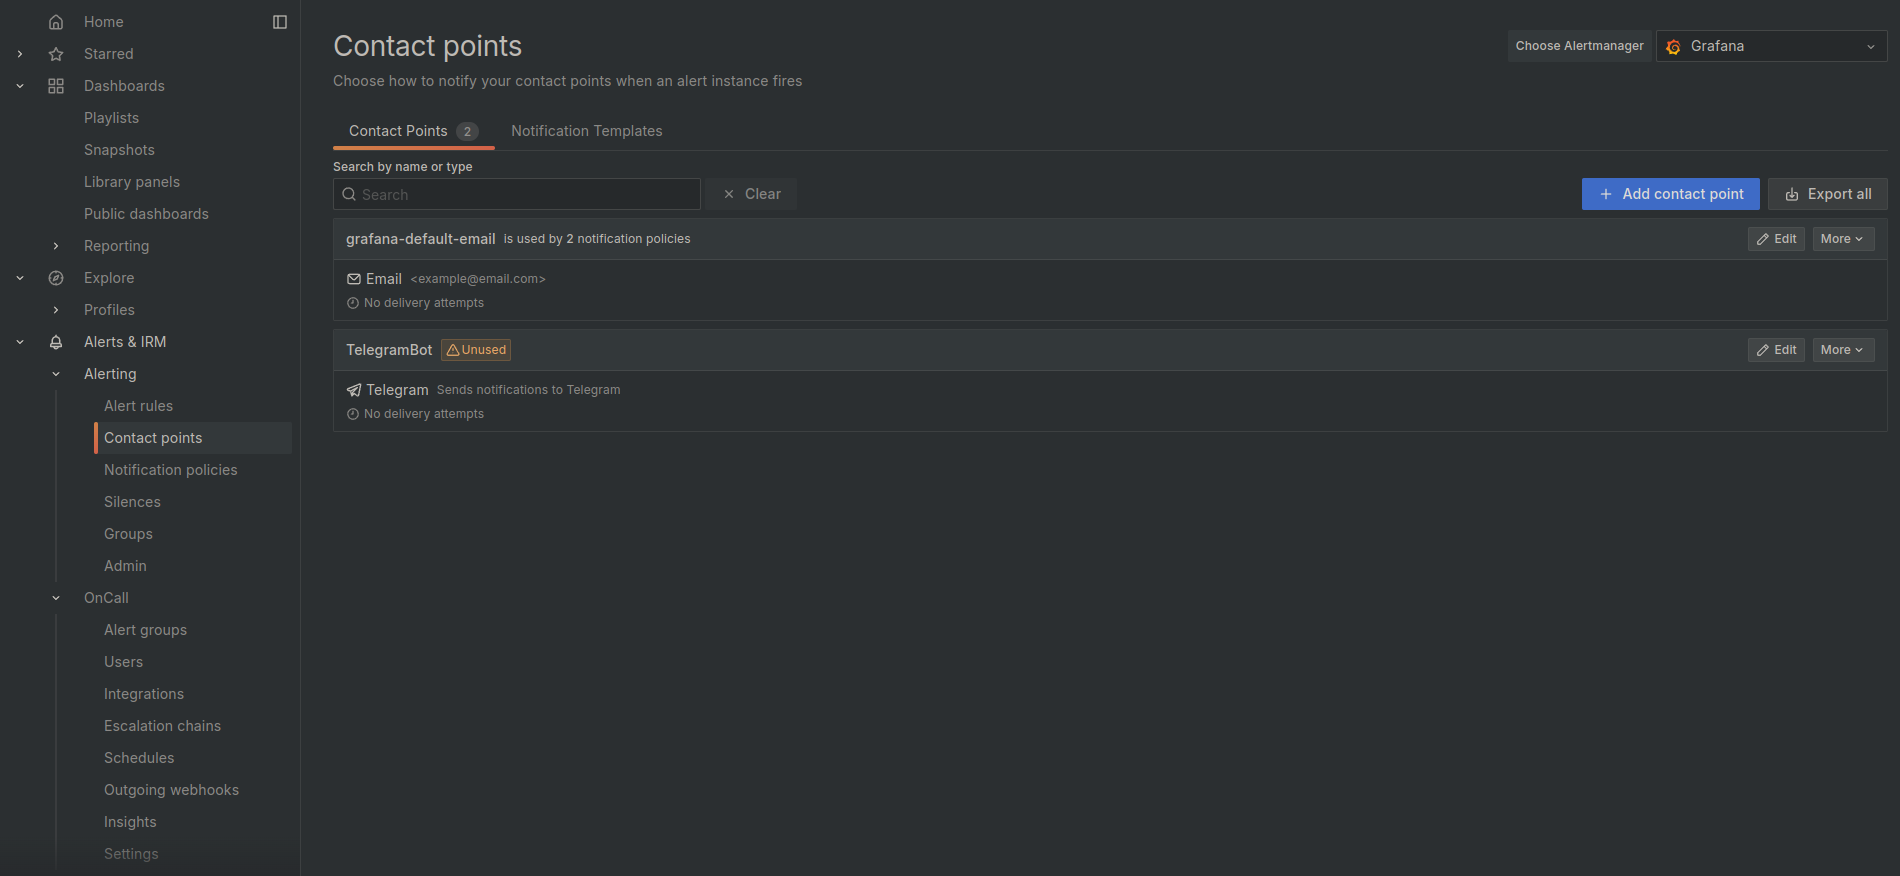 Home
Starred
Dashboards
Playlists
Snapshots
Library panels
Public dashboards
Reporting
Explore
Profiles
Alerts & IRM
Alerting
Alert rules
Contact points
Notification policies
Silences
Groups
Admin
OnCall
Alert groups
Users
Integrations
Escalation chains
Schedules
Outgoing webhooks
Insights
Settings
Contact points
Choose Alertmanager Grafana
Choose how to notify your contact points when an alert instance fires
Contact Points 2 Notification Templates
Search by name or type
Search Clear + Add contact point Export all
grafana-default-email is used by 2 notification policies Edit More
Email <example@email.com>
No delivery attempts
TelegramBot Unused Edit More
Telegram Sends notifications to Telegram
No delivery attempts